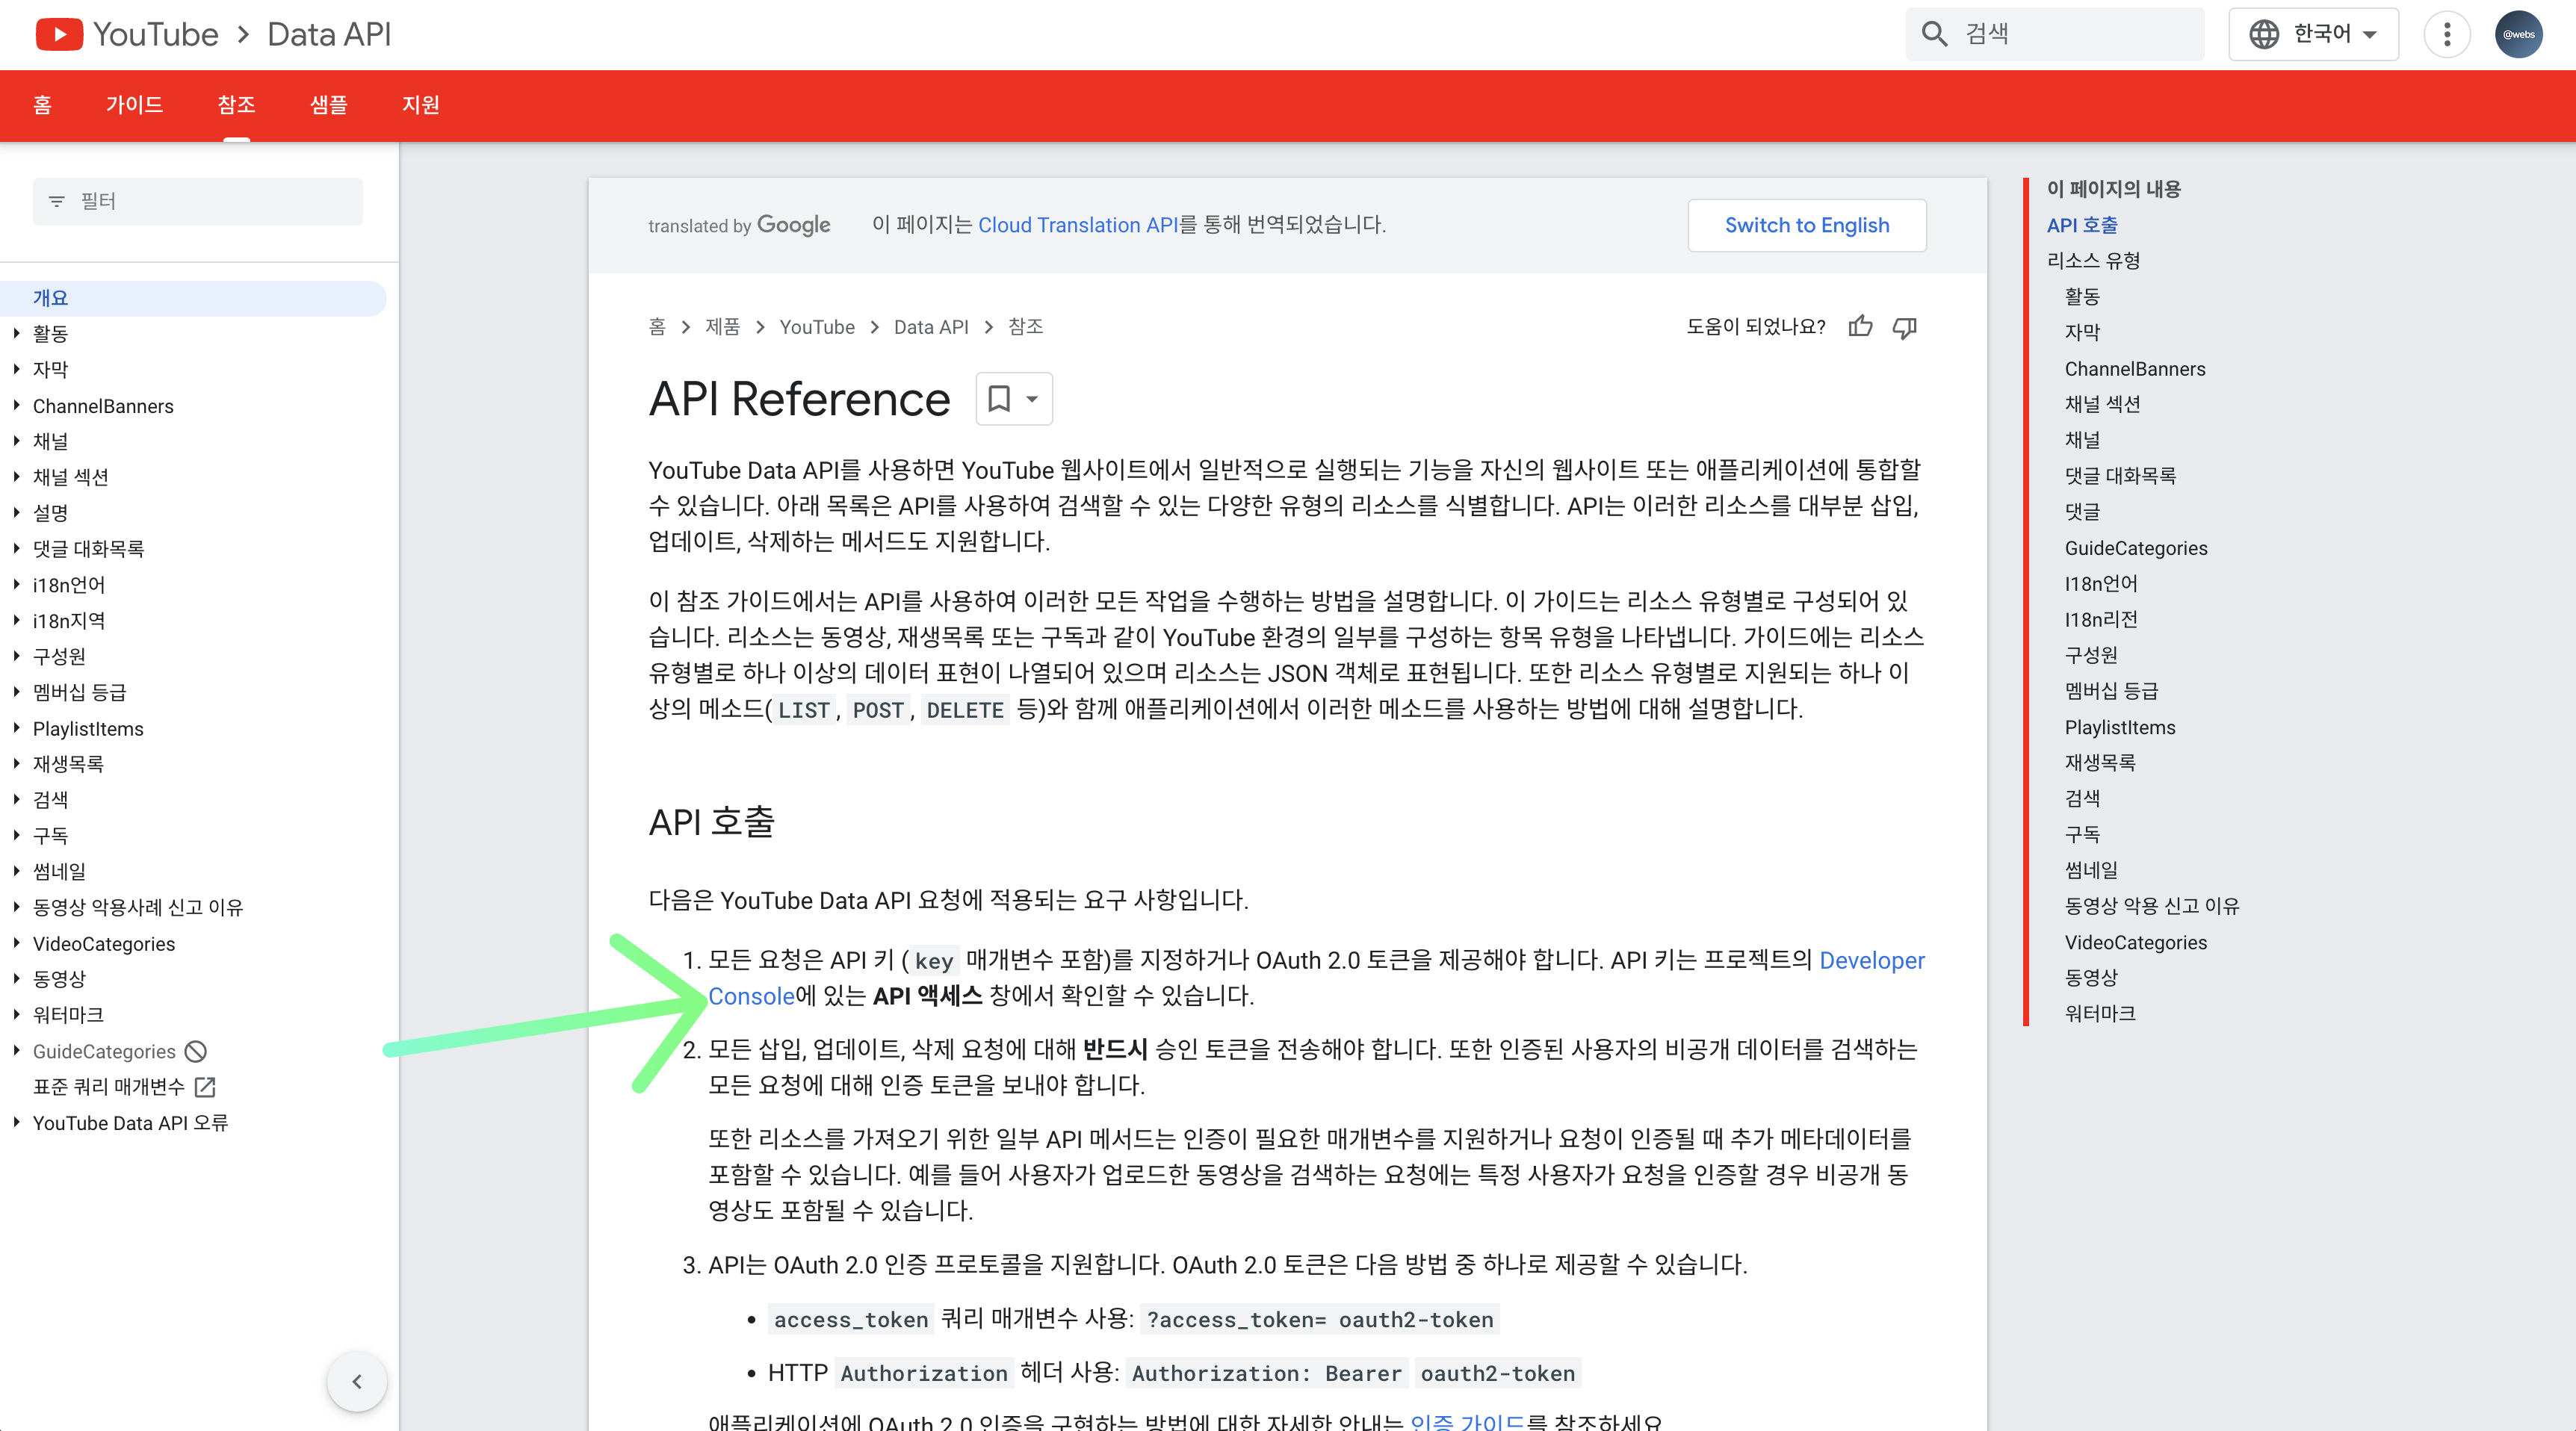 YouTube > Data API
검색
한국어
@webs
홈 가이드 참조 샘플 지원
필터
개요
활동
자막
ChannelBanners
채널
채널 섹션
설명
댓글 대화목록
i18n언어
i18n지역
구성원
멤버십 등급
PlaylistItems
재생목록
검색
구독
썸네일
동영상 악용사례 신고 이유
VideoCategories
동영상
워터마크
GuideCategories
표준 쿼리 매개변수
YouTube Data API 오류
translated by Google 이 페이지는 Cloud Translation API를 통해 번역되었습니다.
Switch to English
홈 > 제품 > YouTube > Data API > 참조
도움이 되었나요?
API Reference
YouTube Data API를 사용하면 YouTube 웹사이트에서 일반적으로 실행되는 기능을 자신의 웹사이트 또는 애플리케이션에 통합할
수 있습니다. 아래 목록은 API를 사용하여 검색할 수 있는 다양한 유형의 리소스를 식별합니다. API는 이러한 리소스를 대부분 삽입,
업데이트, 삭제하는 메서드도 지원합니다.
이 참조 가이드에서는 API를 사용하여 이러한 모든 작업을 수행하는 방법을 설명합니다. 이 가이드는 리소스 유형별로 구성되어 있
습니다. 리소스는 동영상, 재생목록 또는 구독과 같이 YouTube 환경의 일부를 구성하는 항목 유형을 나타냅니다. 가이드에는 리소스
유형별로 하나 이상의 데이터 표현이 나열되어 있으며 리소스는 JSON 객체로 표현됩니다. 또한 리소스 유형별로 지원되는 하나 이
상의 메소드(LIST, POST, DELETE 등)와 함께 애플리케이션에서 이러한 메소드를 사용하는 방법에 대해 설명합니다.
API 호출
다음은 YouTube Data API 요청에 적용되는 요구 사항입니다.
1. 모든 요청은 API 키 (key 매개변수 포함)를 지정하거나 OAuth 2.0 토큰을 제공해야 합니다. API 키는 프로젝트의 Developer
Console에 있는 API 액세스 창에서 확인할 수 있습니다.
2. 모든 삽입, 업데이트, 삭제 요청에 대해 반드시 승인 토큰을 전송해야 합니다. 또한 인증된 사용자의 비공개 데이터를 검색하는
모든 요청에 대해 인증 토큰을 보내야 합니다.
또한 리소스를 가져오기 위한 일부 API 메서드는 인증이 필요한 매개변수를 지원하거나 요청이 인증될 때 추가 메타데이터를
포함할 수 있습니다. 예를 들어 사용자가 업로드한 동영상을 검색하는 요청에는 특정 사용자가 요청을 인증할 경우 비공개 동
영상도 포함될 수 있습니다.
3. API는 OAuth 2.0 인증 프로토콜을 지원합니다. OAuth 2.0 토큰은 다음 방법 중 하나로 제공할 수 있습니다.
• access_token 쿼리 매개변수 사용: ?access_token= oauth2-token
• HTTP Authorization 헤더 사용: Authorization: Bearer oauth2-token
애플리케이션에 OAuth 2.0 인증을 구현하는 방법에 대한 자세한 안내는 인증 가이드를 참조하세요
이 페이지의 내용
API 호출
리소스 유형
활동
자막
ChannelBanners
채널 섹션
채널
댓글 대화목록
댓글
GuideCategories
I18n언어
I18n리전
구성원
멤버십 등급
PlaylistItems
재생목록
검색
구독
썸네일
동영상 악용 신고 이유
VideoCategories
동영상
워터마크